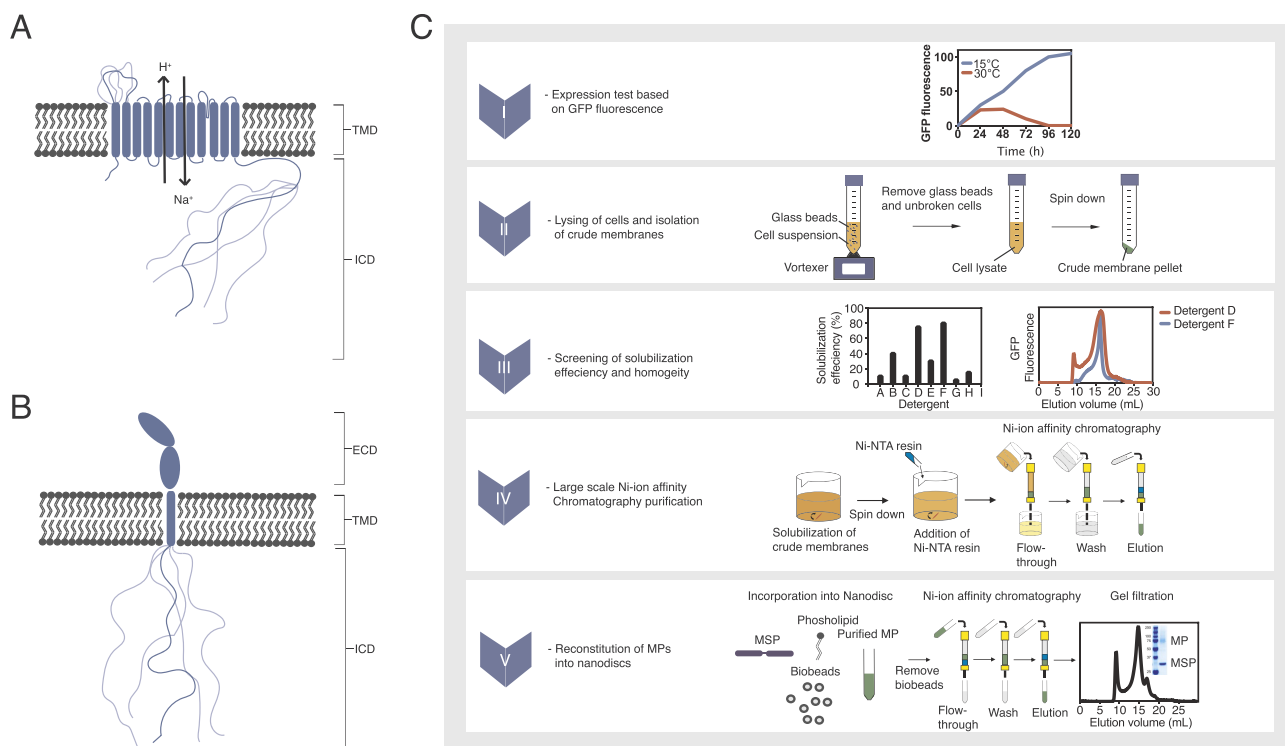 A
H⁺
Na⁺
TMD
ICD
B
ECD
TMD
ICD
C
I
- Expression test based
on GFP fluorescence
GFP fluorescence
100
50
0
15°C
30°C
0 24 48 72 96 120
Time (h)
II
- Lysing of cells and isolation
of crude membranes
Glass beads
Cell suspension
Vortexer
Remove glass beads
and unbroken cells
Cell lysate
Spin down
Crude membrane pellet
III
- Screening of solubilization
effeciency and homogeity
Solubilization
effeciency (%)
100
80
60
40
20
0
A B C D E F G H I
Detergent
GFP
Fluorescence
0 5 10 15 20 25 30
Elution volume (mL)
Detergent D
Detergent F
IV
- Large scale Ni-ion affinity
Chromatography purification
Solubilization of
crude membranes
Spin down
Ni-NTA resin
Addition of
Ni-NTA resin
Ni-ion affinity chromatography
Flow-
through
Wash
Elution
V
- Reconstitution of MPs
into nanodiscs
Incorporation into Nanodisc
MSP
Phosholipid
Purified MP
Biobeads
Remove
biobeads
Ni-ion affinity chromatography
Flow-
through
Wash
Elution
Gel filtration
MP
MSP
0 5 10 15 20 25
Elution volume (mL)